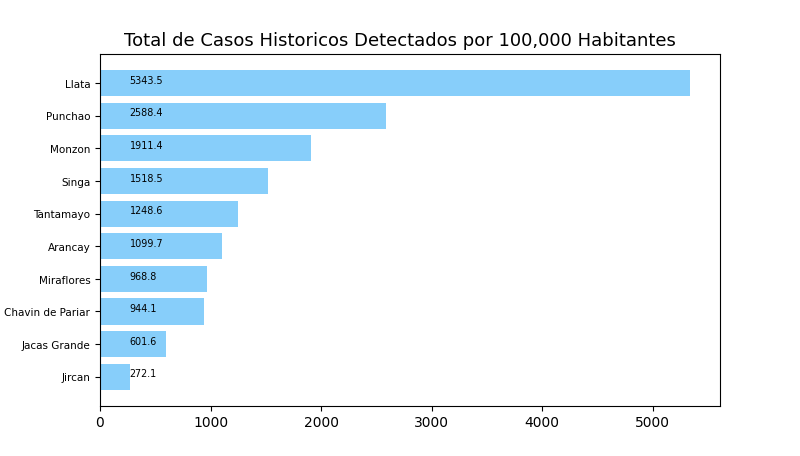 Total de Casos Historicos Detectados por 100,000 Habitantes
Llata 5343.5
Punchao 2588.4
Monzon 1911.4
Singa 1518.5
Tantamayo 1248.6
Arancay 1099.7
Miraflores 968.8
Chavin de Pariar 944.1
Jacas Grande 601.6
Jircan 272.1
0 1000 2000 3000 4000 5000